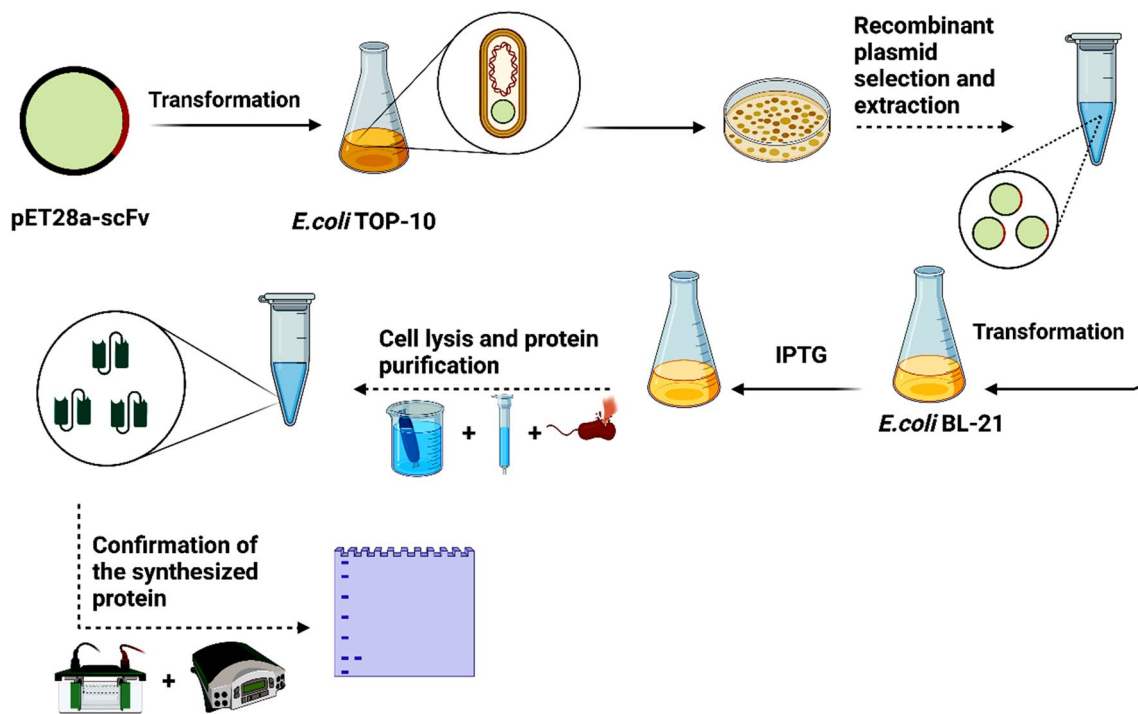 Transformation
Recombinant
plasmid
selection and
extraction
pET28a-scFv
E.coli TOP-10
Cell lysis and protein
purification
IPTG
Transformation
+
+
E.coli BL-21
Confirmation of
the synthesized
protein
+